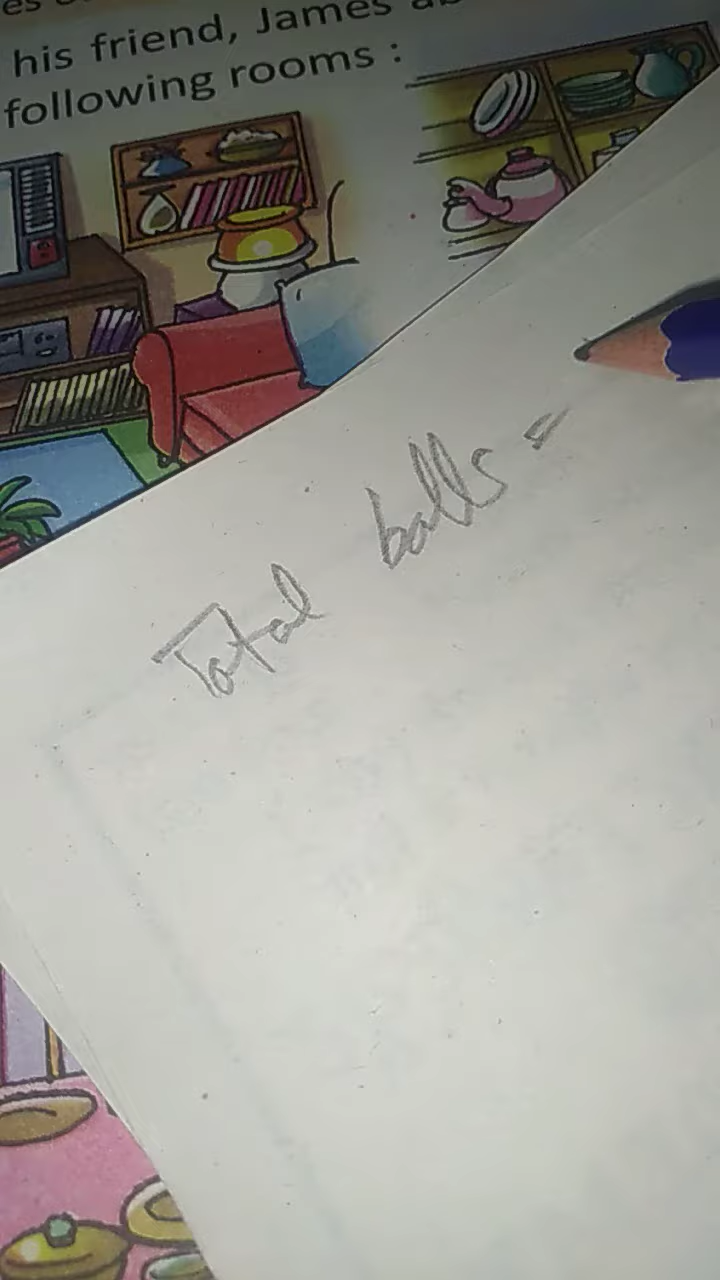 his friend, James
following rooms :
Total balls =